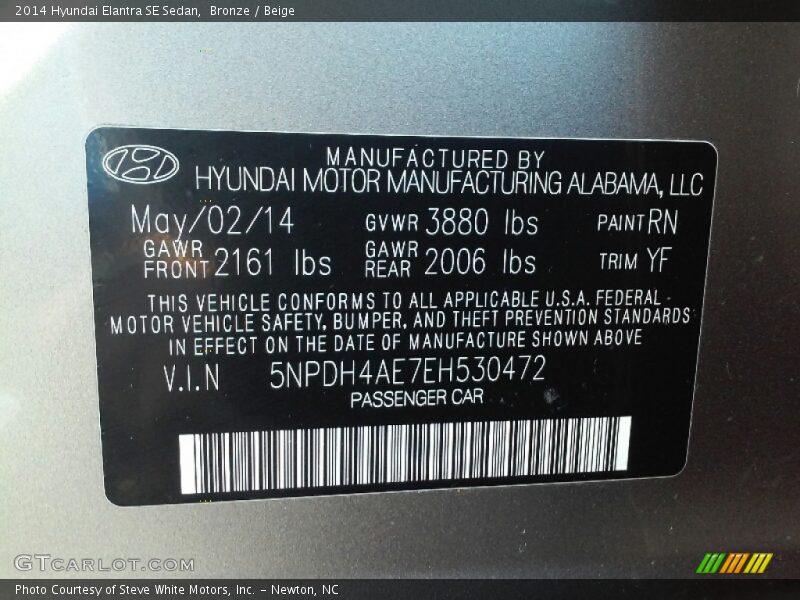 2014 Hyundai Elantra SE Sedan,  Bronze / Beige
MANUFACTURED BY
HYUNDAI MOTOR MANUFACTURING ALABAMA, LLC
May/02/14 GVWR 3880 lbs PAINT RN
GAWR FRONT 2161 lbs GAWR REAR 2006 lbs TRIM YF
THIS VEHICLE CONFORMS TO ALL APPLICABLE U.S.A. FEDERAL
MOTOR VEHICLE SAFETY, BUMPER, AND THEFT PREVENTION STANDARDS
IN EFFECT ON THE DATE OF MANUFACTURE SHOWN ABOVE
V.I.N 5NPDH4AE7EH530472
PASSENGER CAR
GTCARLOT.COM
Photo Courtesy of Steve White Motors, Inc. – Newton, NC